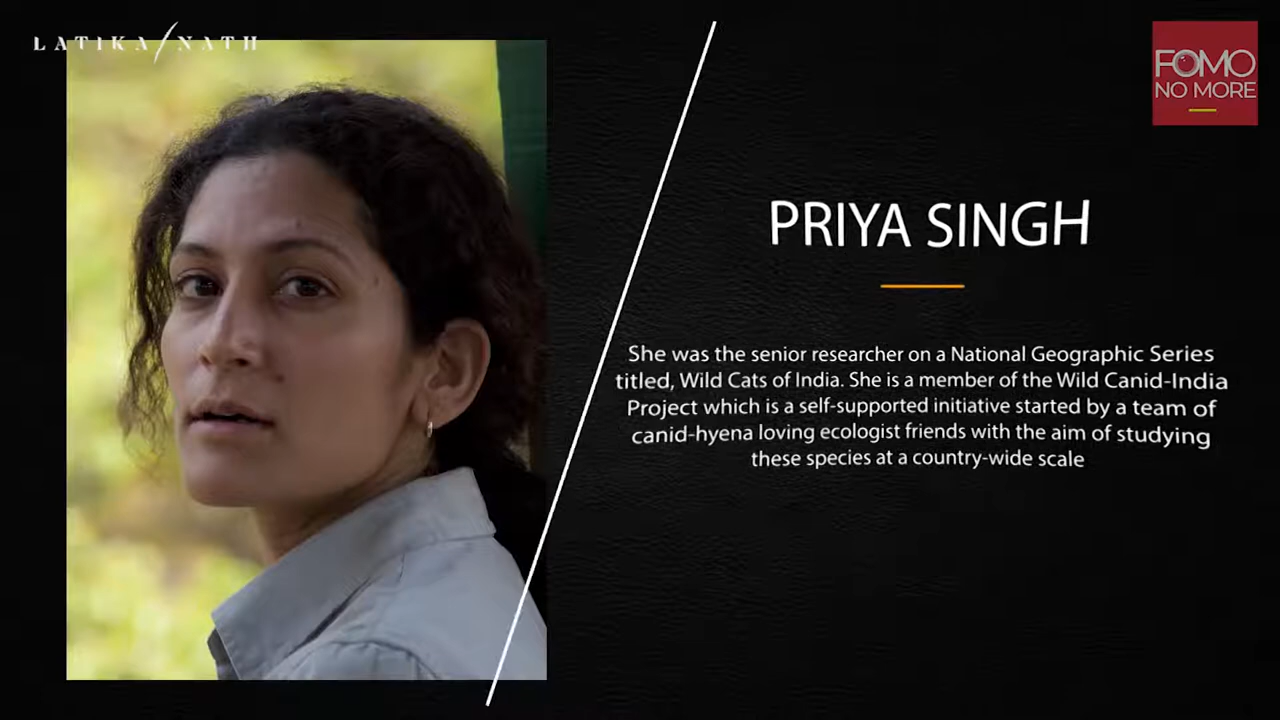 LATIKA NATH
FOMO
NO MORE
PRIYA SINGH
She was the senior researcher on a National Geographic Series
titled, Wild Cats of India. She is a member of the Wild Canid-India
Project which is a self-supported initiative started by a team of
canid-hyena loving ecologist friends with the aim of studying
these species at a country-wide scale